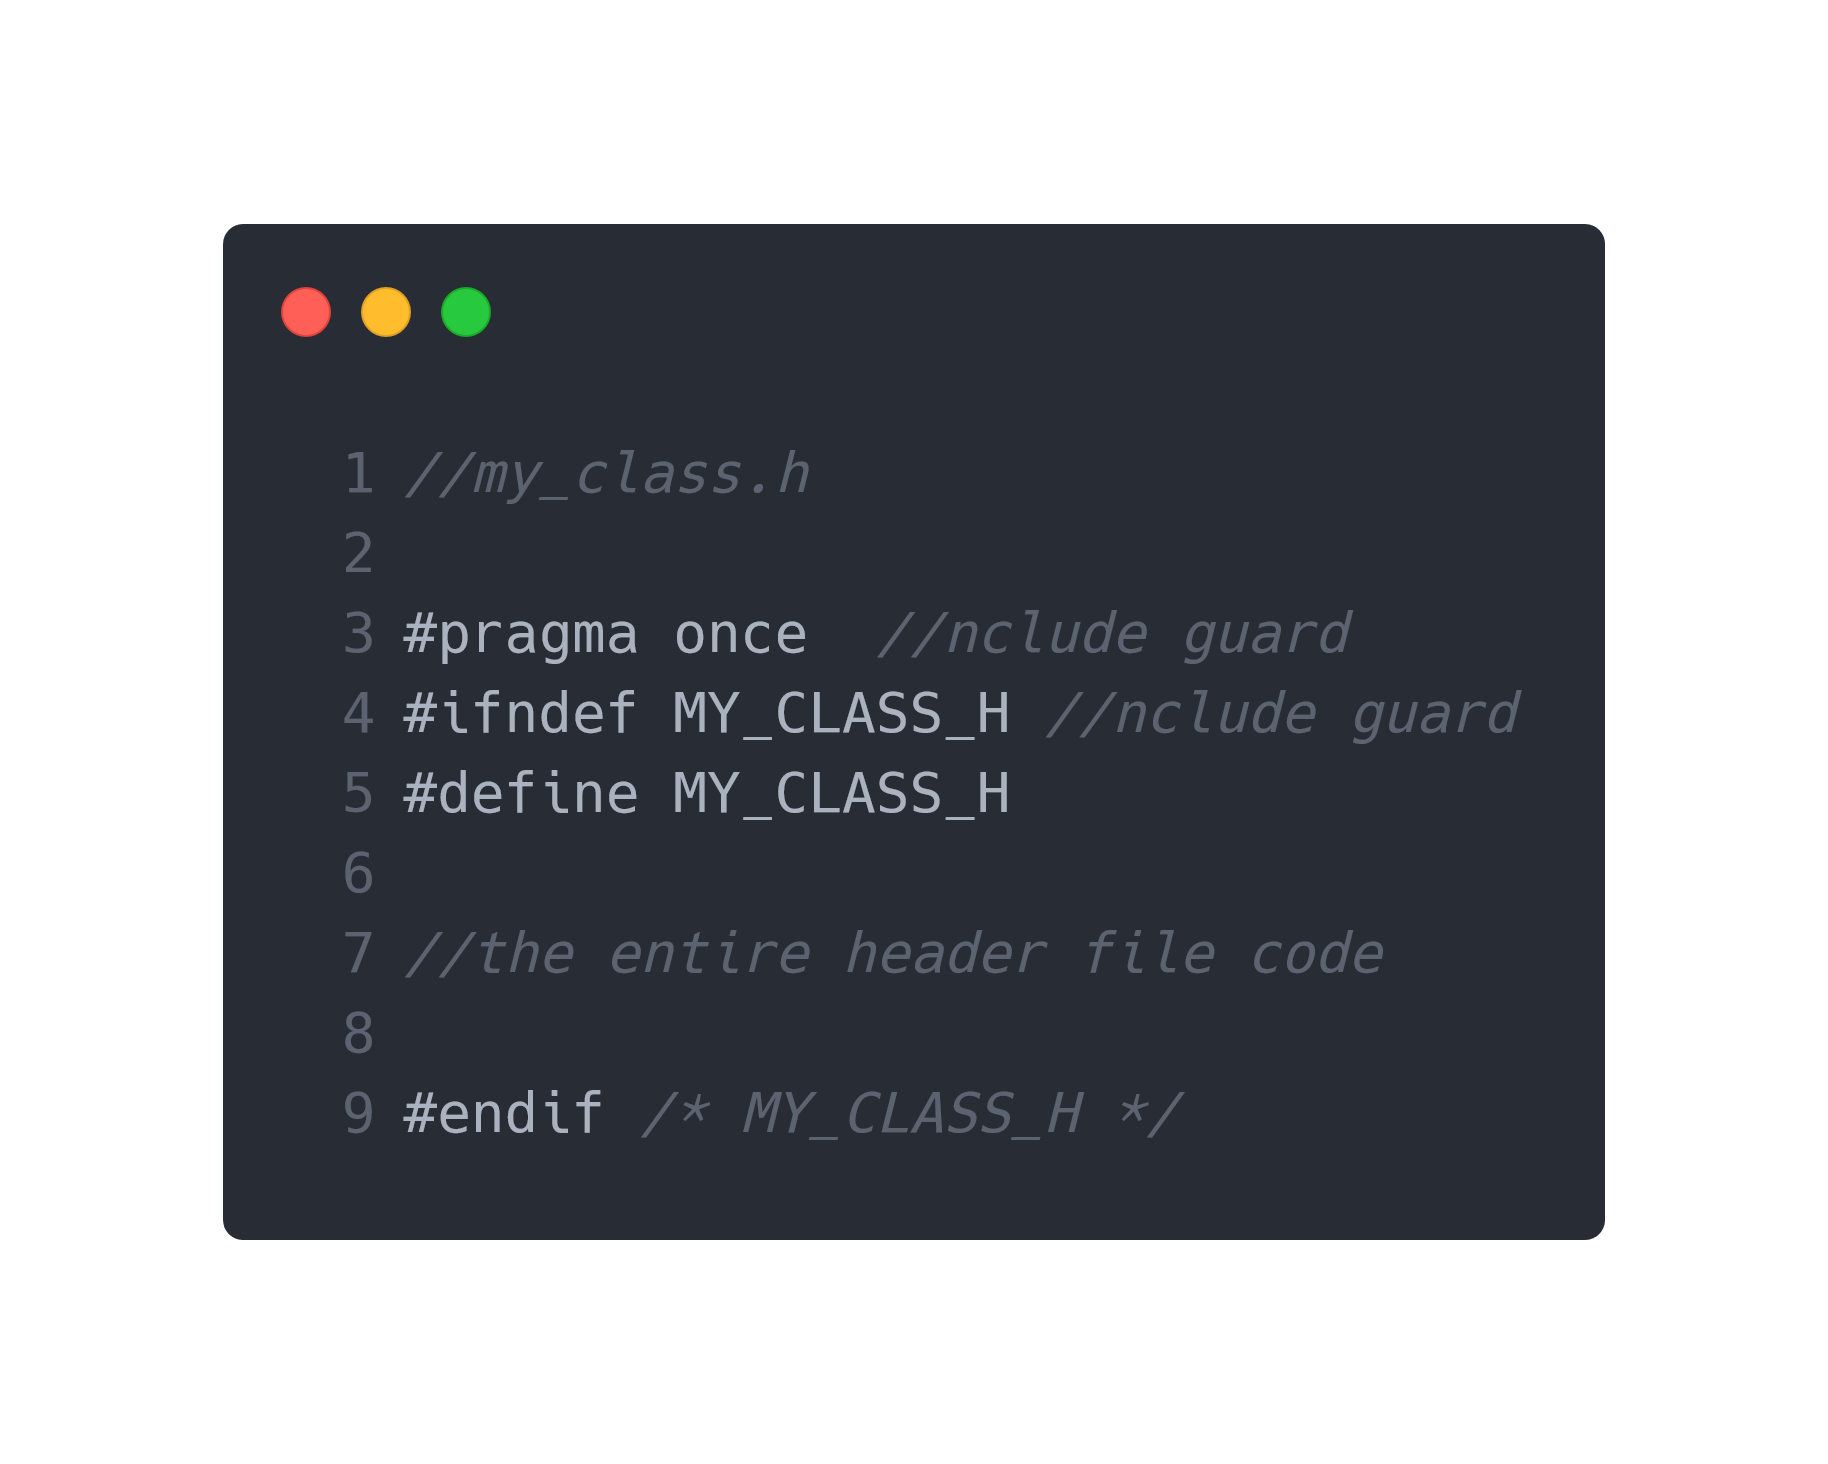 1 //my_class.h
2
3 #pragma once  //nclude guard
4 #ifndef MY_CLASS_H //nclude guard
5 #define MY_CLASS_H
6
7 //the entire header file code
8
9 #endif /* MY_CLASS_H */